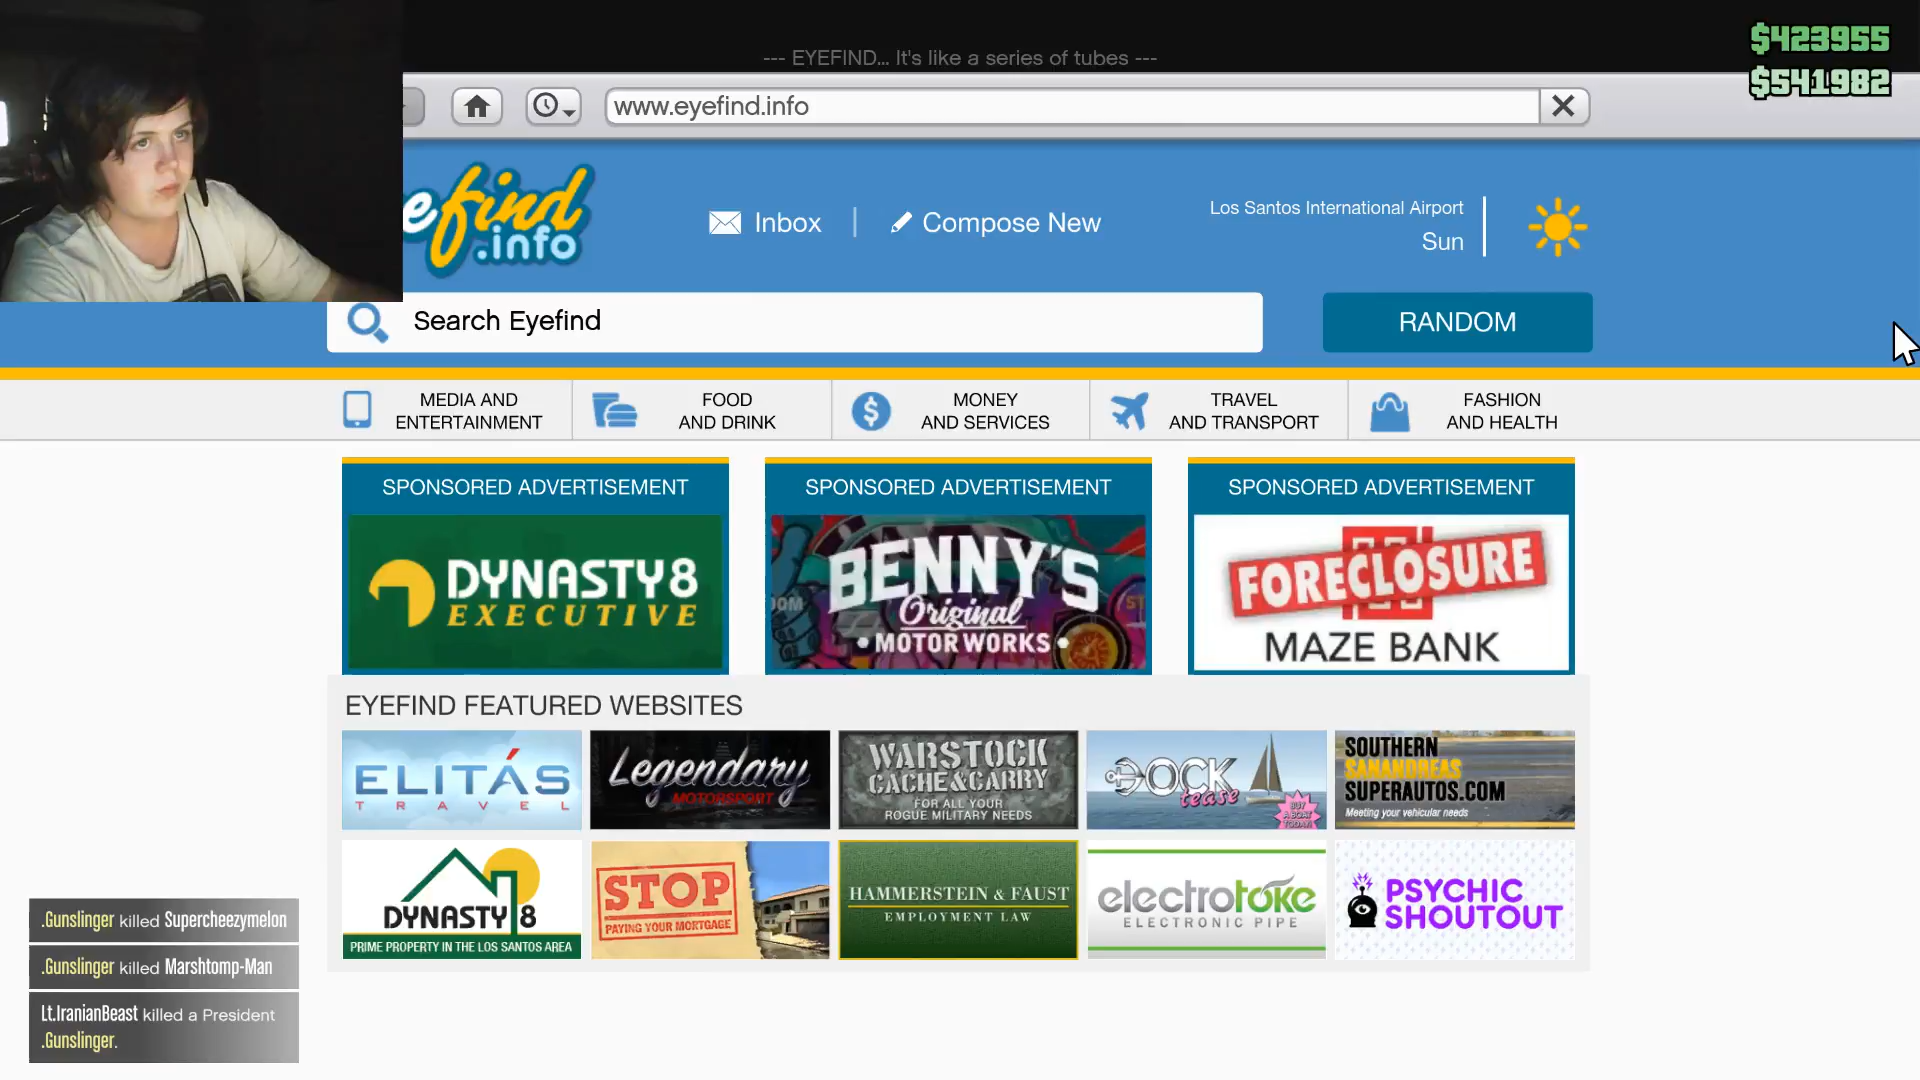 $423955
$541982
--- EYEFIND... It's like a series of tubes ---
www.eyefind.info
efind
.info
Inbox
Compose New
Los Santos International Airport
Sun
Search Eyefind
RANDOM
MEDIA AND
ENTERTAINMENT
FOOD
AND DRINK
MONEY
AND SERVICES
TRAVEL
AND TRANSPORT
FASHION
AND HEALTH
SPONSORED ADVERTISEMENT
DYNASTY8
EXECUTIVE
SPONSORED ADVERTISEMENT
BENNY'S
Original
• MOTOR WORKS •
SPONSORED ADVERTISEMENT
FORECLOSURE
MAZE BANK
EYEFIND FEATURED WEBSITES
ELITÁS
TRAVEL
Legendary
MOTORSPORT
WARSTOCK
CACHE&CARRY
FOR ALL YOUR
ROGUE MILITARY NEEDS
DOCK
tease
BUY
A BOAT
TODAY!
SOUTHERN
SANANDREAS
SUPERAUTOS.COM
Meeting your vehicular needs
DYNASTY 8
PRIME PROPERTY IN THE LOS SANTOS AREA
STOP
PAYING YOUR MORTGAGE
HAMMERSTEIN & FAUST
EMPLOYMENT LAW
electrotoke
ELECTRONIC PIPE
PSYCHIC
SHOUTOUT
.Gunslinger killed Supercheezymelon
.Gunslinger killed Marshtomp-Man
Lt.IranianBeast killed a President
.Gunslinger.